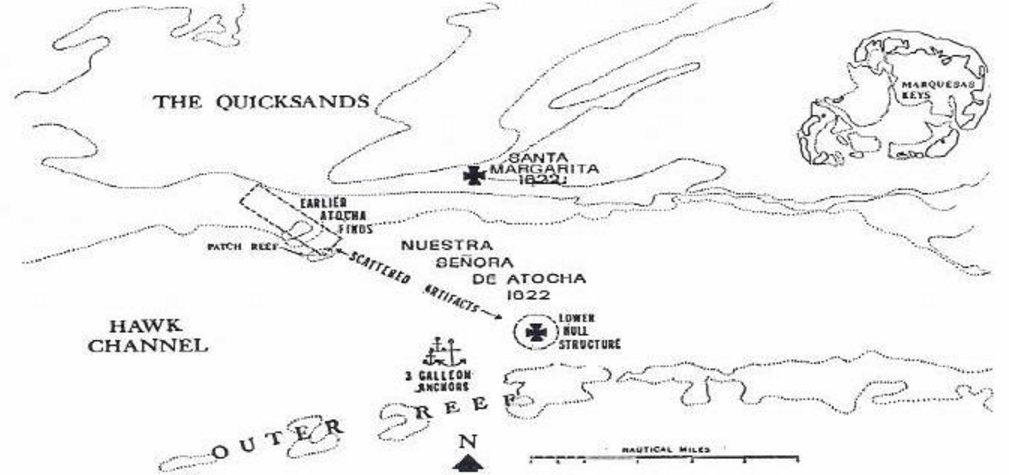 THE QUICKSANDS
MARQUESAS
KEYS
SANTA
MARGARITA
1622
EARLIER
ATOCHA
FINDS
PATCH REEF
SCATTERED ARTIFACTS
NUESTRA
SEÑORA
DE ATOCHA
1622
LOWER
HULL
STRUCTURE
HAWK
CHANNEL
3 GALLEON
ANCHORS
OUTER REEF
N
NAUTICAL MILES